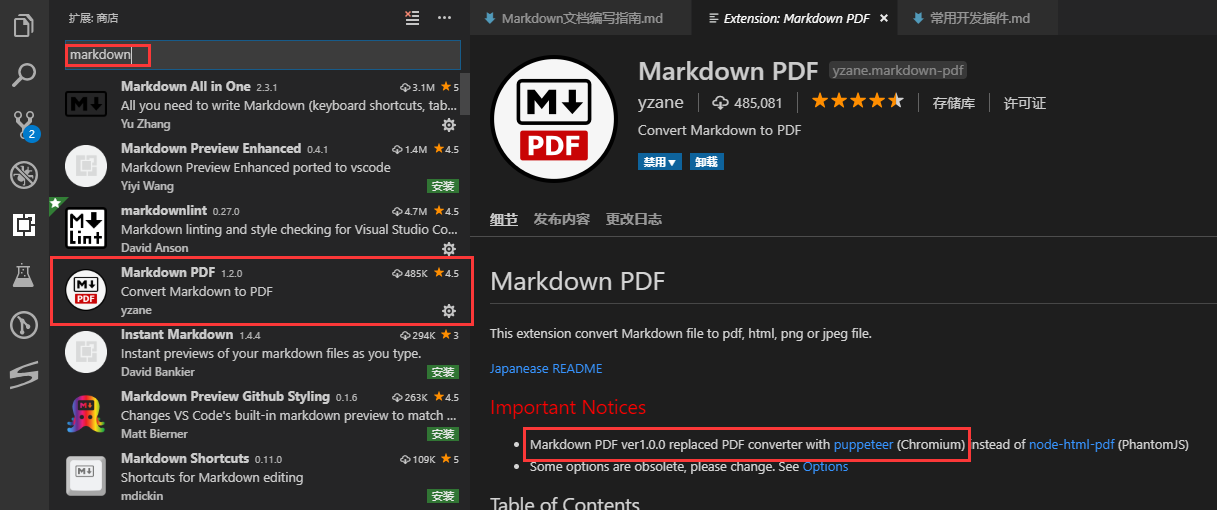 扩展: 商店
markdown
Markdown All in One 2.3.1 3.1M ★5
All you need to write Markdown (keyboard shortcuts, tab...
Yu Zhang
Markdown Preview Enhanced 0.4.1 1.4M ★4.5
Markdown Preview Enhanced ported to vscode
Yiyi Wang 安装
M Lint
markdownlint 0.27.0 4.7M ★4.5
Markdown linting and style checking for Visual Studio Co...
David Anson
M PDF
Markdown PDF 1.2.0 485K ★4.5
Convert Markdown to PDF
yzane
Instant Markdown 1.4.4 294K ★3
Instant previews of your markdown files as you type.
David Bankier 安装
Markdown Preview Github Styling 0.1.6 263K ★4.5
Changes VS Code's built-in markdown preview to match ...
Matt Bierner 安装
Markdown Shortcuts 0.11.0 109K ★5
Shortcuts for Markdown editing
mdickin 安装
2
Markdown文档编写指南.md Extension: Markdown PDF × 常用开发插件.md
M
PDF
Markdown PDF yzane.markdown-pdf
yzane 485,081 ★★★★★ 存储库 许可证
Convert Markdown to PDF
禁用▼ 卸载
细节 发布内容 更改日志
Markdown PDF
This extension convert Markdown file to pdf, html, png or jpeg file.
Japanease README
Important Notices
• Markdown PDF ver1.0.0 replaced PDF converter with puppeteer (Chromium) instead of node-html-pdf (PhantomJS)
• Some options are obsolete, please change. See Options
Table of Contents